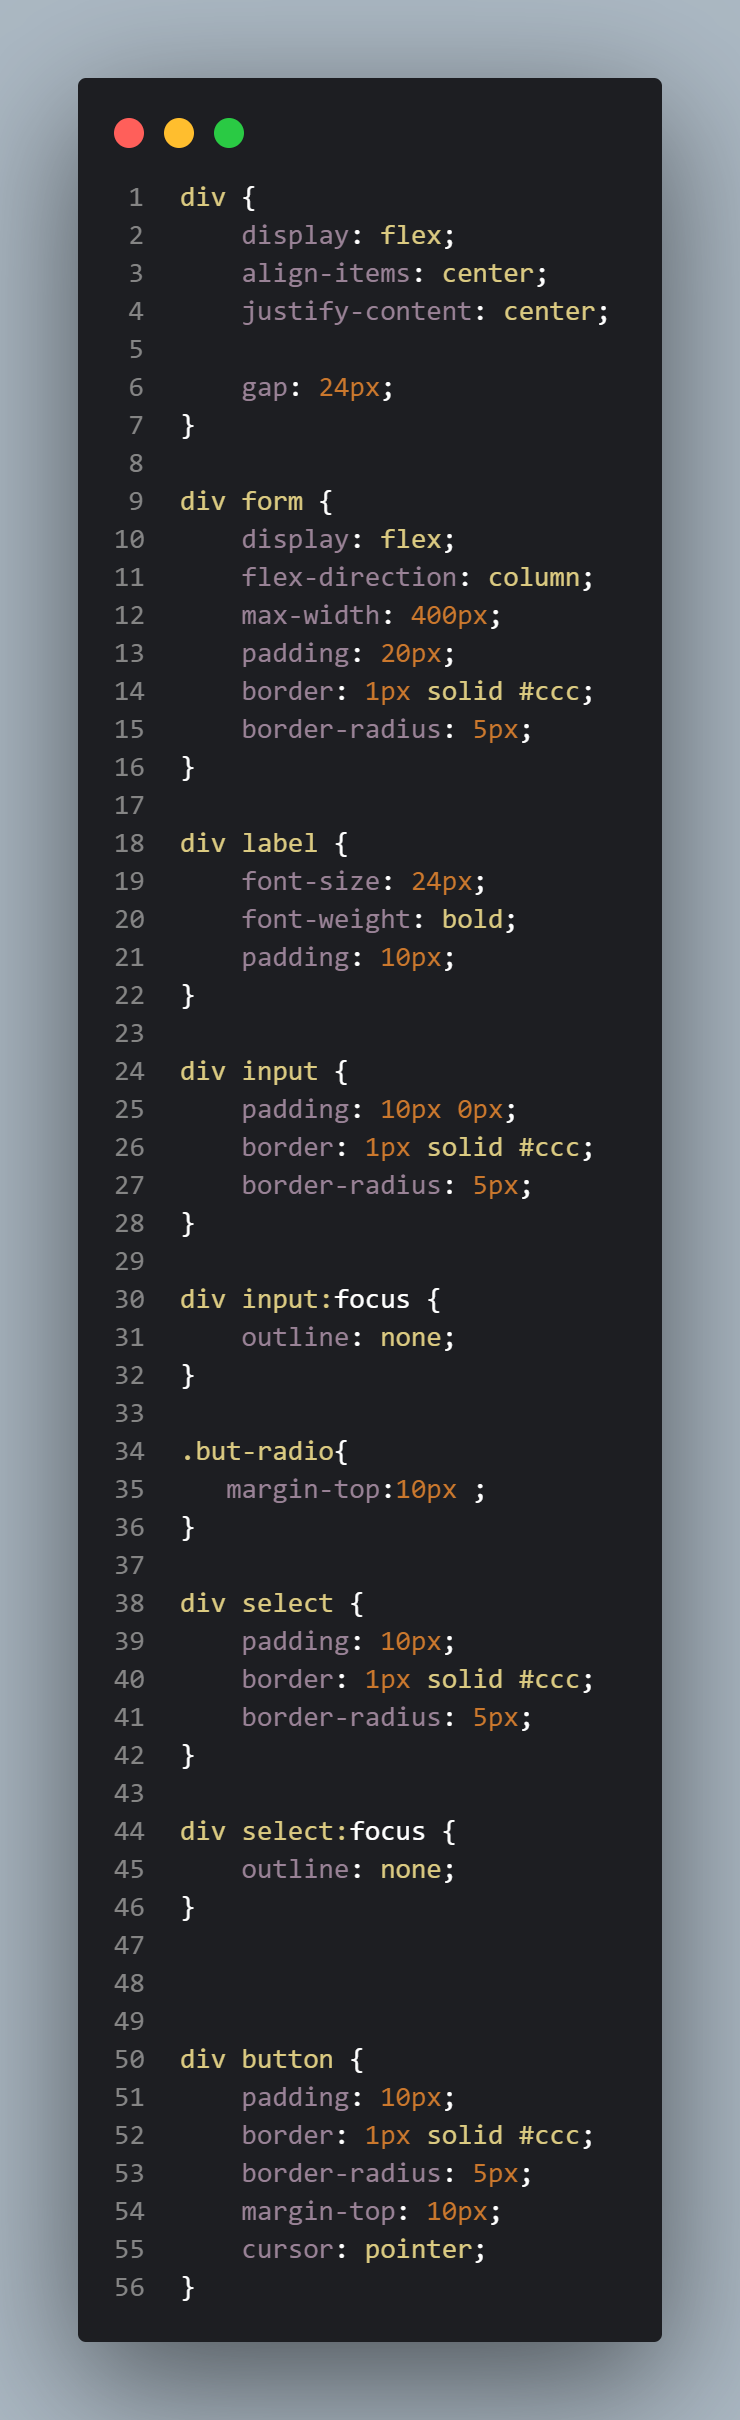 1 div {
2     display: flex;
3     align-items: center;
4     justify-content: center;
5
6     gap: 24px;
7 }
8
9 div form {
10     display: flex;
11     flex-direction: column;
12     max-width: 400px;
13     padding: 20px;
14     border: 1px solid #ccc;
15     border-radius: 5px;
16 }
17
18 div label {
19     font-size: 24px;
20     font-weight: bold;
21     padding: 10px;
22 }
23
24 div input {
25     padding: 10px 0px;
26     border: 1px solid #ccc;
27     border-radius: 5px;
28 }
29
30 div input:focus {
31     outline: none;
32 }
33
34 .but-radio{
35    margin-top:10px ;
36 }
37
38 div select {
39     padding: 10px;
40     border: 1px solid #ccc;
41     border-radius: 5px;
42 }
43
44 div select:focus {
45     outline: none;
46 }
47
48
49
50 div button {
51     padding: 10px;
52     border: 1px solid #ccc;
53     border-radius: 5px;
54     margin-top: 10px;
55     cursor: pointer;
56 }